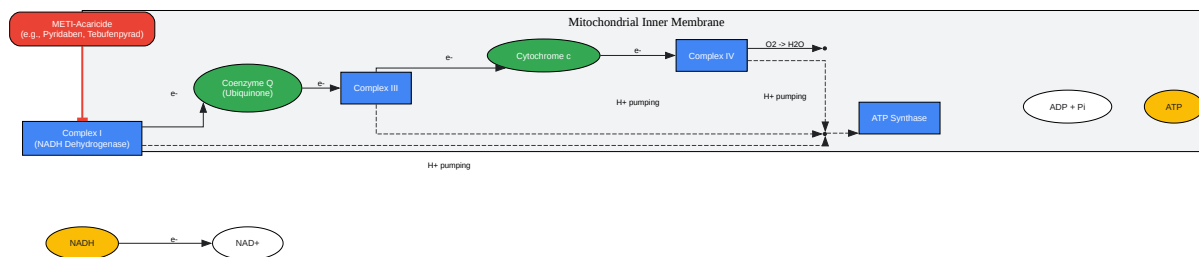 METI-Acaricide
(e.g., Pyridaben, Tebufenpyrad)
Mitochondrial Inner Membrane
Cytochrome c
e-
Complex IV
O2 -> H2O
e-
Coenzyme Q
(Ubiquinone)
e-
Complex III
e-
H+ pumping
H+ pumping
ADP + Pi
ATP
ATP Synthase
Complex I
(NADH Dehydrogenase)
H+ pumping
NADH
e-
NAD+